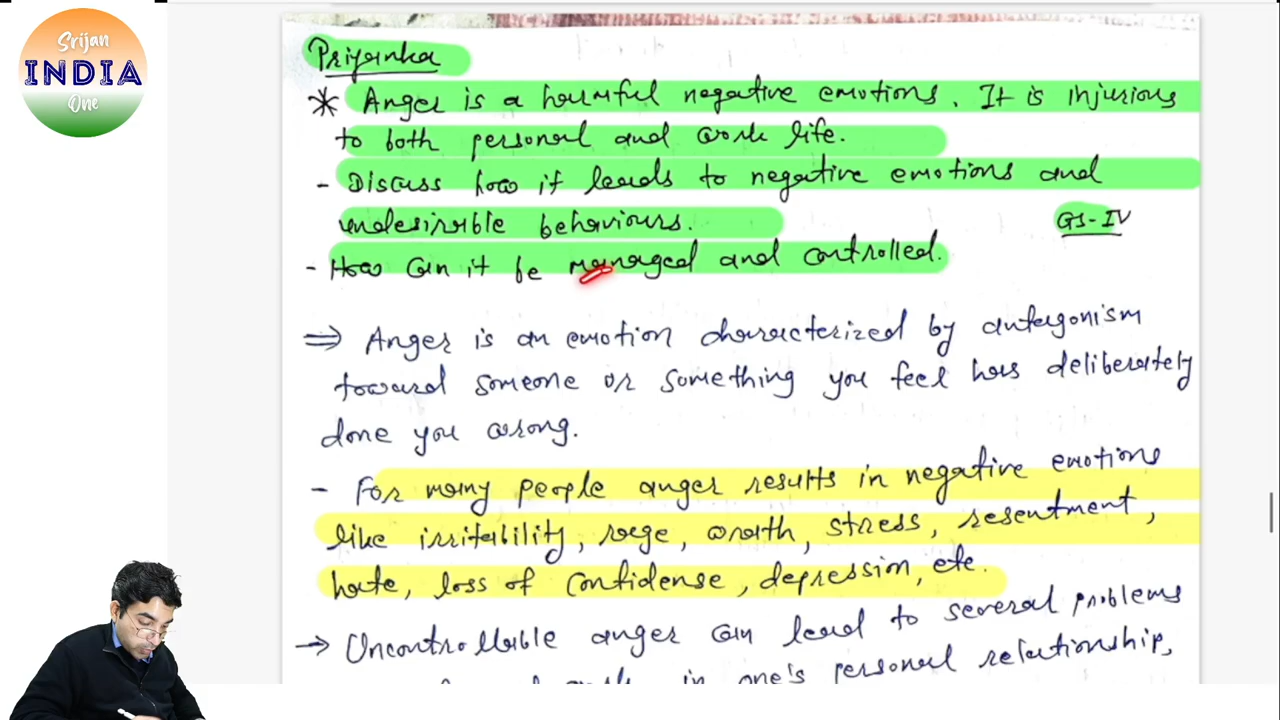 Srijan
INDIA
One
Priyanka
* Anger is a harmful negative emotions. It is injurious
to both personal and work life.
- Discuss how it leads to negative emotions and
undesirable behaviours.
GS-IV
- How can it be managed and controlled.
⇒ Anger is an emotion characterized by antagonism
toward someone or something you feel has deliberately
done you wrong.
- For many people anger results in negative emotions
like irritability, rage, wrath, stress, resentment,
hate, loss of confidense, depression, etc.
→ Uncontrollable anger can lead to several problems
in one's personal relationship,